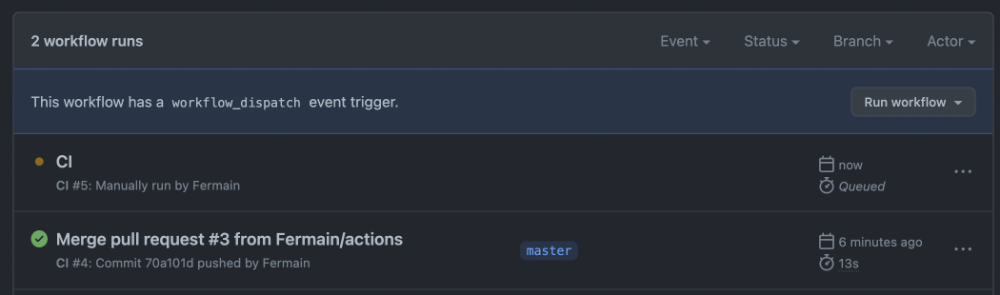 2 workflow runs Event Status Branch Actor
This workflow has a workflow_dispatch event trigger. Run workflow
CI now
CI #5: Manually run by Fermain Queued
Merge pull request #3 from Fermain/actions master 6 minutes ago
CI #4: Commit 70a101d pushed by Fermain 13s